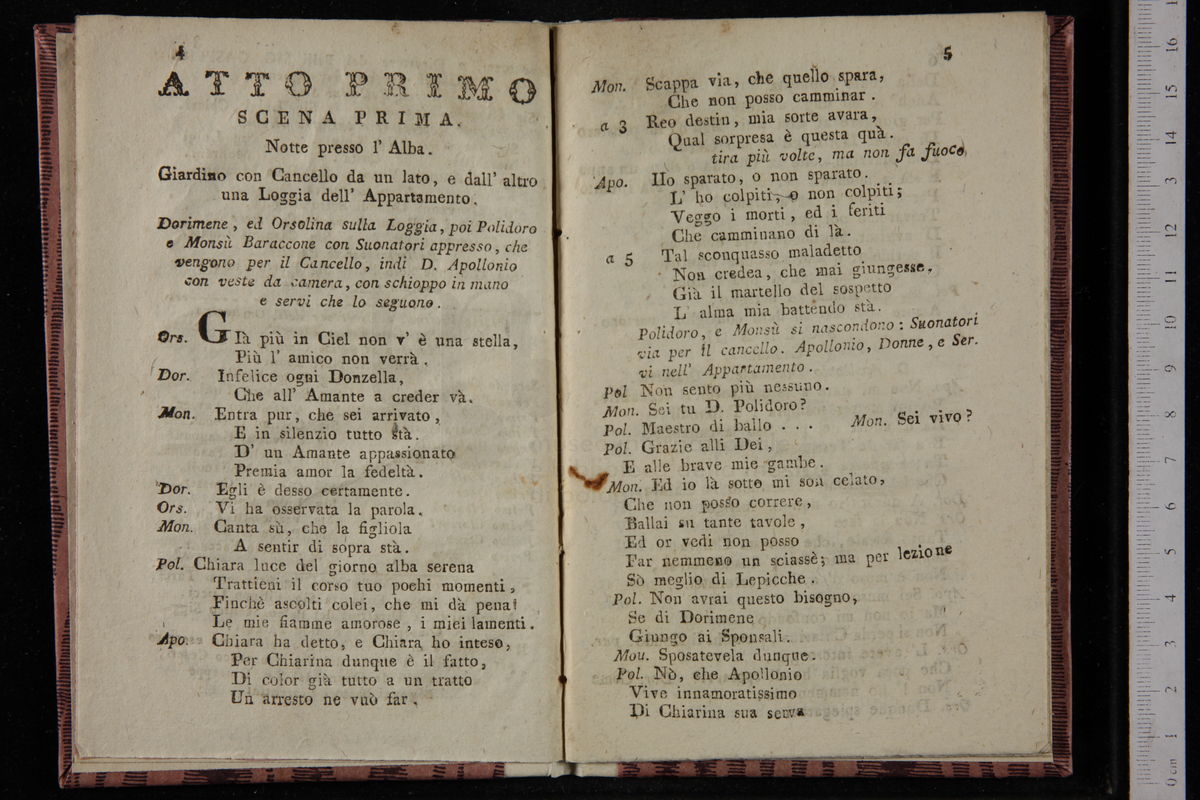 4
ATTO PRIMO
SCENA PRIMA.
Notte presso l' Alba.
Giardino con Cancello da un lato, e dall' altro
una Loggia dell' Appartamento.
Dorimene, ed Orsolina sulla Loggia, poi Polidoro
e Monsù Baraccone con Suonatori appresso, che
vengono per il Cancello, indi D. Apollonio
con veste da camera, con schioppo in mano
e servi che lo seguono.
Ors. GIà più in Ciel non v' è una stella,
Più l' amico non verrà.
Dor. Infelice ogni Donzella,
Che all' Amante a creder và.
Mon. Entra pur, che sei arrivato,
E in silenzio tutto stà.
D' un Amante appassionato
Premia amor la fedeltà.
Dor. Egli è desso certamente.
Ors. Vi ha osservata la parola.
Mon. Canta sù, che la figliola
A sentir di sopra stà.
Pol. Chiara luce del giorno alba serena
Trattieni il corso tuo pochi momenti,
Finchè ascolti colei, che mi dà pena
Le mie fiamme amorose, i miei lamenti.
Apo. Chiara ha detto, e Chiara ho inteso,
Per Chiarina dunque è il fatto,
Di color già tutto a un tratto
Un arresto ne vuò far.
5
Mon. Scappa via, che quello spara,
Che non posso camminar.
a 3 Reo destin, mia sorte avara,
Qual sorpresa è questa quà.
tira più volte, ma non fa fuoco.
Apo. Ho sparato, o non sparato.
L' ho colpiti, o non colpiti;
Veggo i morti, ed i feriti
Che camminano di là.
a 5 Tal sconquasso maladetto
Non credea, che mai giungesse.
Già il martello del sospetto
L' alma mia battendo stà.
Polidoro, e Monsù si nascondono: Suonatori
via per il cancello. Apollonio, Donne, e Ser.
vi nell' Appartamento.
Pol Non sento più nessuno.
Mon. Sei tu D. Polidoro?
Pol. Maestro di ballo . . . Mon. Sei vivo?
Pol. Grazie alli Dei,
E alle brave mie gambe.
Mon. Ed io là sotto mi son celato,
Che non posso correre,
Ballai su tante tavole,
Ed or vedi non posso
Far nemmeno un sciassè; ma per lezione
Sò meglio di Lepicche.
Pol. Non avrai questo bisogno,
Se di Dorimene
Giungo ai Sponsali.
Mou. Sposatevela dunque.
Pol. Nò, che Apollonio
Vive innamoratissimo
Di Chiarina sua serva